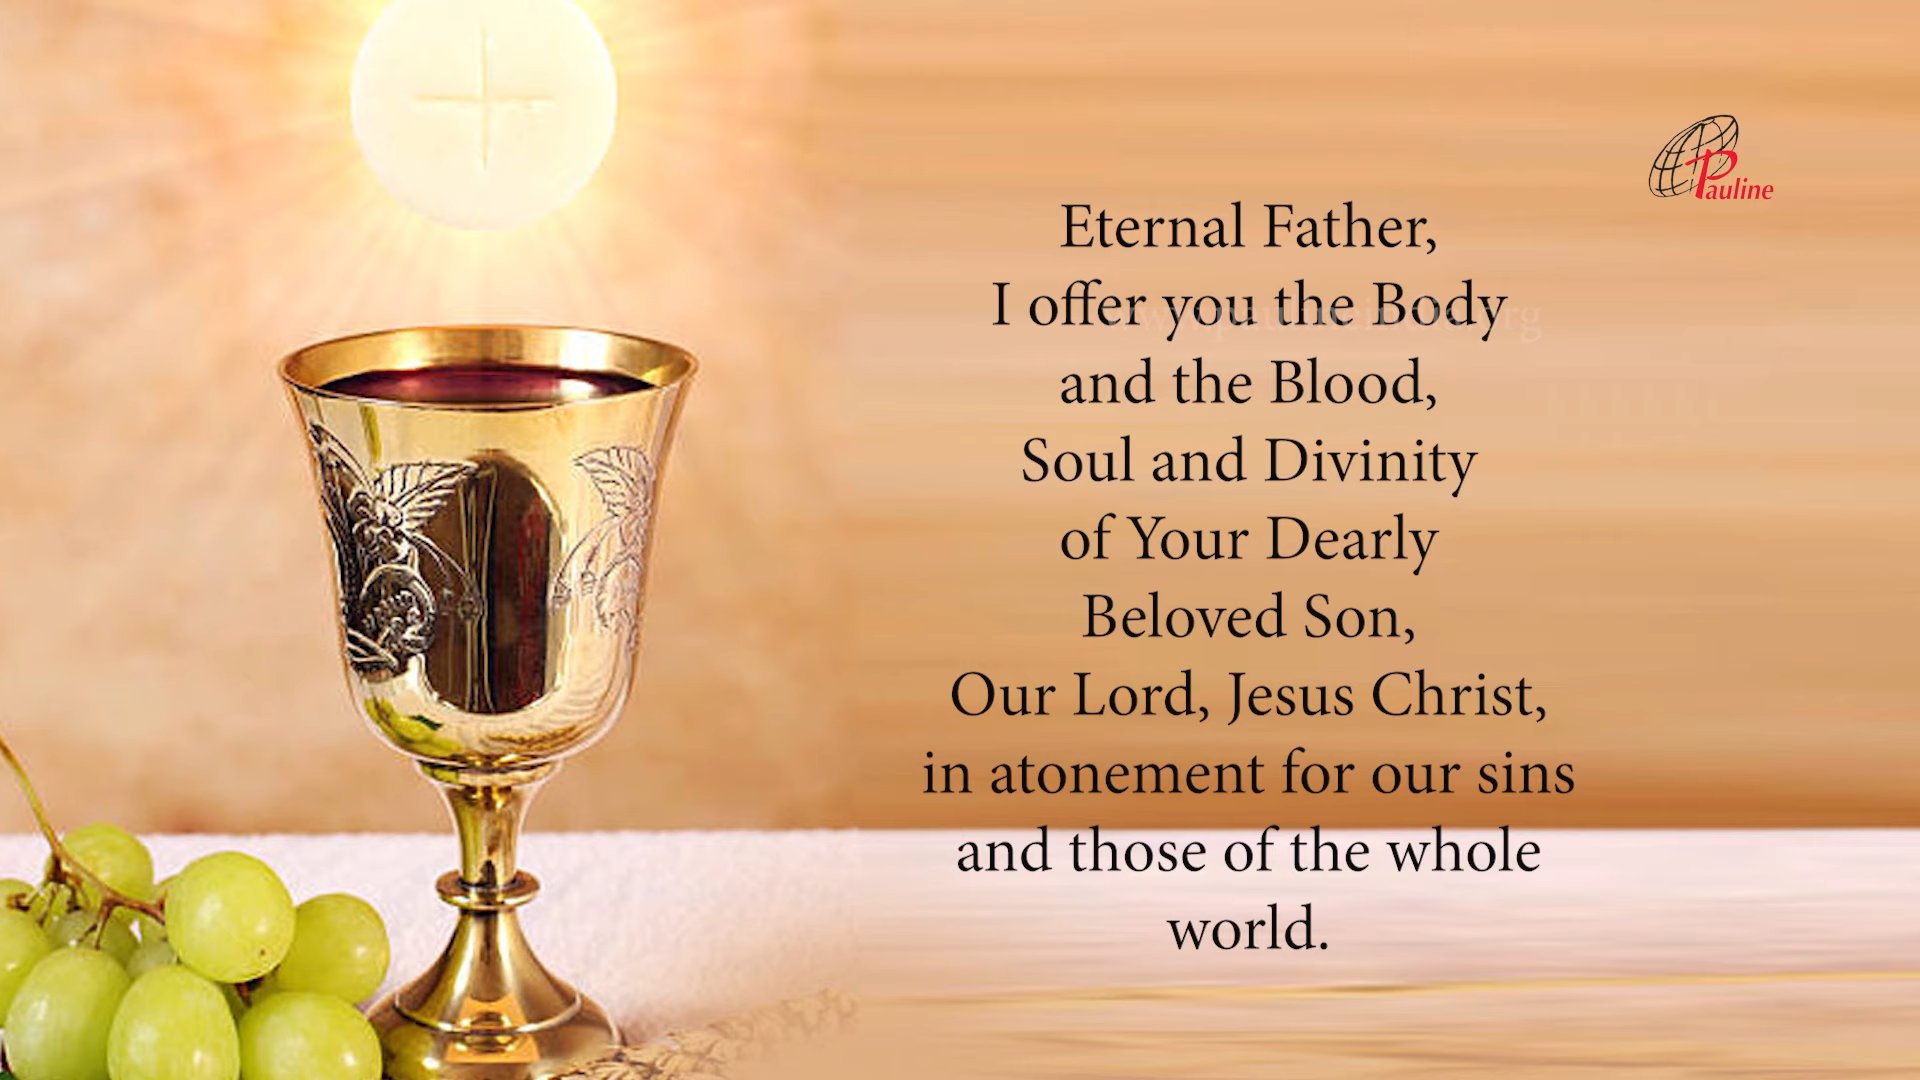 Pauline
Eternal Father,
I offer you the Body
and the Blood,
Soul and Divinity
of Your Dearly
Beloved Son,
Our Lord, Jesus Christ,
in atonement for our sins
and those of the whole
world.